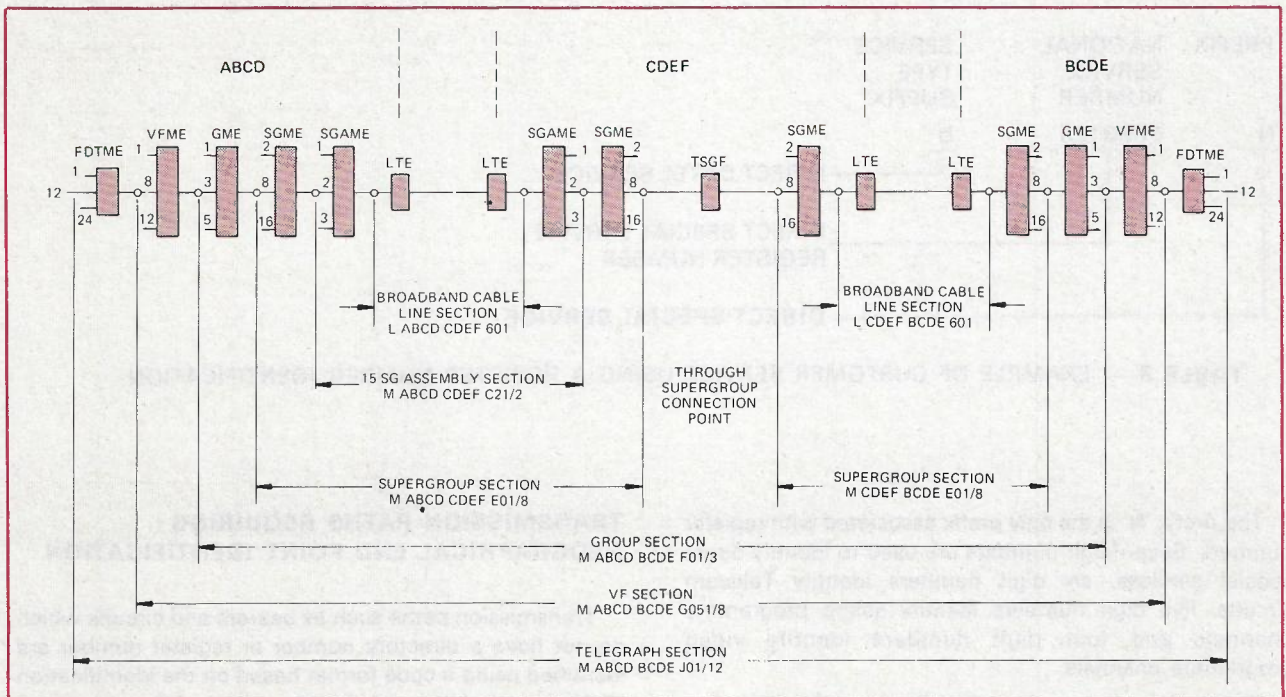 ABCD CDEF BCDE
FDTME VFME GME SGME SGAME LTE LTE SGAME SGME TSGF SGME LTE LTE SGME GME VFME FDTME
1 1 1 2 1 1 2 2 2 1 1 1
12 8 3 8 2 2 8 8 8 3 8 12
24 12 5 16 3 3 16 16 16 5 12 24
BROADBAND CABLE
LINE SECTION
L ABCD CDEF 601
BROADBAND CABLE
LINE SECTION
L CDEF BCDE 601
15 SG ASSEMBLY SECTION
M ABCD CDEF C21/2
THROUGH
SUPERGROUP
CONNECTION
POINT
SUPERGROUP SECTION
M ABCD CDEF E01/8
SUPERGROUP SECTION
M CDEF BCDE E01/8
GROUP SECTION
M ABCD BCDE F01/3
VF SECTION
M ABCD BCDE G051/8
TELEGRAPH SECTION
M ABCD BCDE J01/12